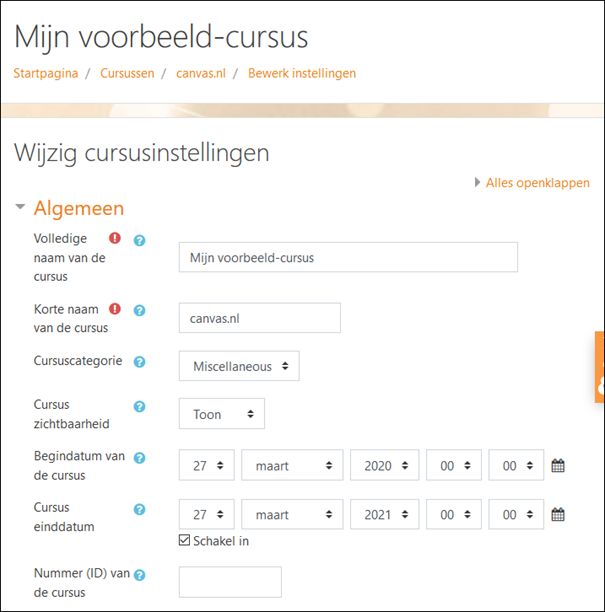 Mijn voorbeeld-cursus
Startpagina / Cursussen / canvas.nl / Bewerk instellingen
Wijzig cursusinstellingen
Alles openklappen
Algemeen
Volledige
naam van de
cursus
Mijn voorbeeld-cursus
Korte naam
van de cursus
canvas.nl
Cursuscategorie
Miscellaneous
Cursus
zichtbaarheid
Toon
Begindatum van
de cursus
27 maart 2020 00 00
Cursus
einddatum
27 maart 2021 00 00
Schakel in
Nummer (ID) van
de cursus